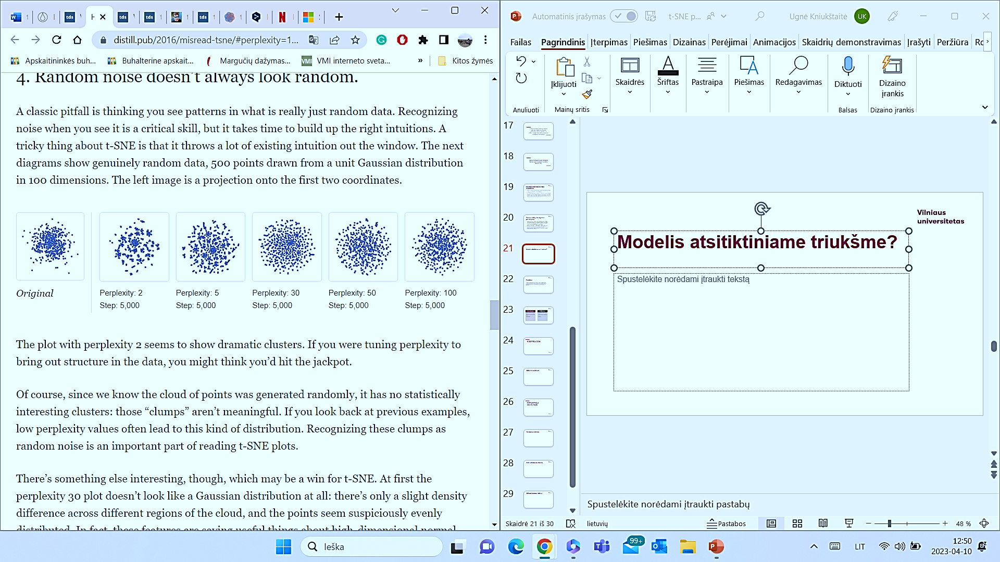 distill.pub/2016/misread-tsne/#perplexity=1...
Apskaitininkės buh...
Buhalterine apskait...
Margučių dažymas...
VMI interneto sveta...
»
Kitos žymės
4. Random noise doesn't always look random.
A classic pitfall is thinking you see patterns in what is really just random data. Recognizing
noise when you see it is a critical skill, but it takes time to build up the right intuitions. A
tricky thing about t-SNE is that it throws a lot of existing intuition out the window. The next
diagrams show genuinely random data, 500 points drawn from a unit Gaussian distribution
in 100 dimensions. The left image is a projection onto the first two coordinates.
Original
Perplexity: 2
Step: 5,000
Perplexity: 5
Step: 5,000
Perplexity: 30
Step: 5,000
Perplexity: 50
Step: 5,000
Perplexity: 100
Step: 5,000
The plot with perplexity 2 seems to show dramatic clusters. If you were tuning perplexity to
bring out structure in the data, you might think you'd hit the jackpot.
Of course, since we know the cloud of points was generated randomly, it has no statistically
interesting clusters: those “clumps” aren't meaningful. If you look back at previous examples,
low perplexity values often lead to this kind of distribution. Recognizing these clumps as
random noise is an important part of reading t-SNE plots.
There's something else interesting, though, which may be a win for t-SNE. At first the
perplexity 30 plot doesn't look like a Gaussian distribution at all: there's only a slight density
difference across different regions of the cloud, and the points seem suspiciously evenly
distributed. In fact, these features are saying useful things about high-dimensional normal
Automatinis įrašymas
t-SNE p...
Ugnė Kniukštaitė
UK
Failas
Pagrindinis
Įterpimas
Piešimas
Dizainas
Perėjimai
Animacijos
Skaidrių demonstravimas
Įrašyti
Peržiūra
Įklijuoti
Skaidrės
Šriftas
Pastraipa
Piešimas
Redagavimas
Diktuoti
Dizaino
įrankis
Anuliuoti
Mainų sritis
Balsas
Dizaino įrankis
17
18
19
20
21
22
23
24
25
26
27
28
29
Vilniaus
universitetas
Modelis atsitiktiniame triukšme?
Spustelėkite norėdami įtraukti tekstą
Spustelėkite norėdami įtraukti pastabų
Skaidrė 21 iš 30
lietuvių
Pastabos
48 %
Ieška
99+
LIT
12:50
2023-04-10